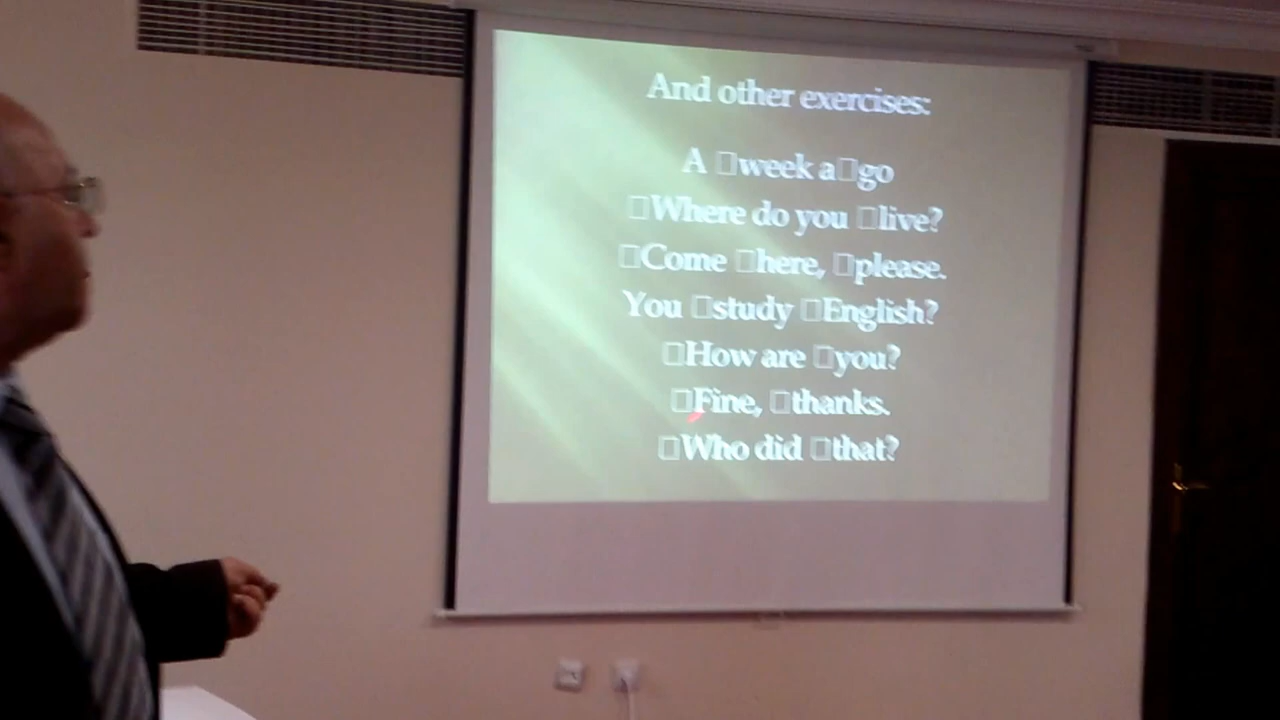 And other exercises:
A □week a□go
□Where do you □live?
□Come □here, □please.
You □study □English?
□How are □you?
□Fine, □thanks.
□Who did □that?